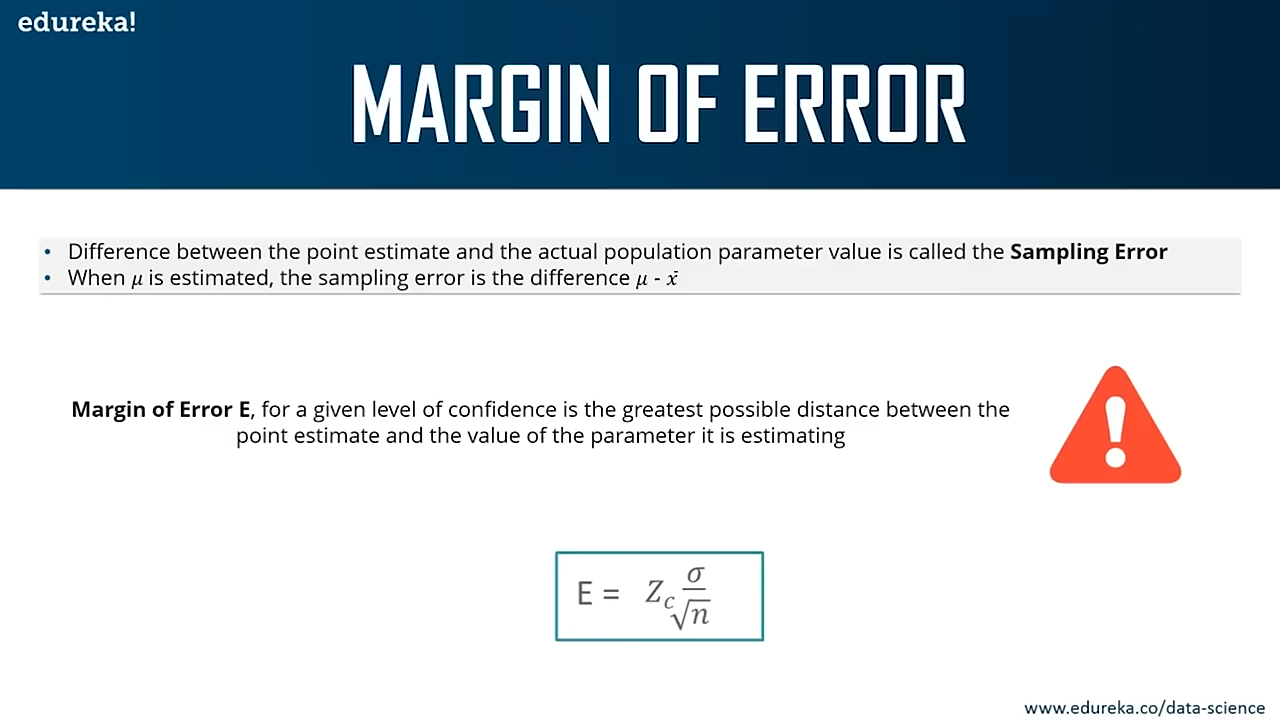 edureka!
MARGIN OF ERROR
• Difference between the point estimate and the actual population parameter value is called the Sampling Error
• When μ is estimated, the sampling error is the difference μ - x̄
Margin of Error E, for a given level of confidence is the greatest possible distance between the
point estimate and the value of the parameter it is estimating
E = Z_c σ/√n
www.edureka.co/data-science